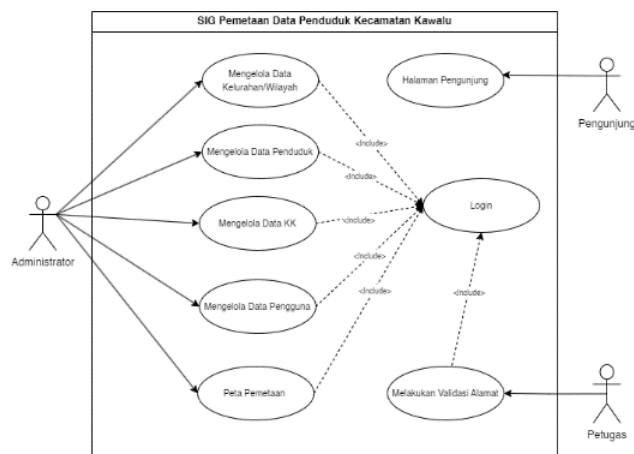 SIG Pemetaan Data Penduduk Kecamatan Kawalu
Mengelola Data
Kelurahan/Wilayah
Halaman Pengunjung
Pengunjung
<Include>
Mengelola Data Penduduk
<Include>
Administrator
Mengelola Data KK
<Include>
Login
<Include>
Mengelola Data Pengguna
<Include>
<Include>
Peta Pemetaan
Melakukan Validasi Alamat
Petugas